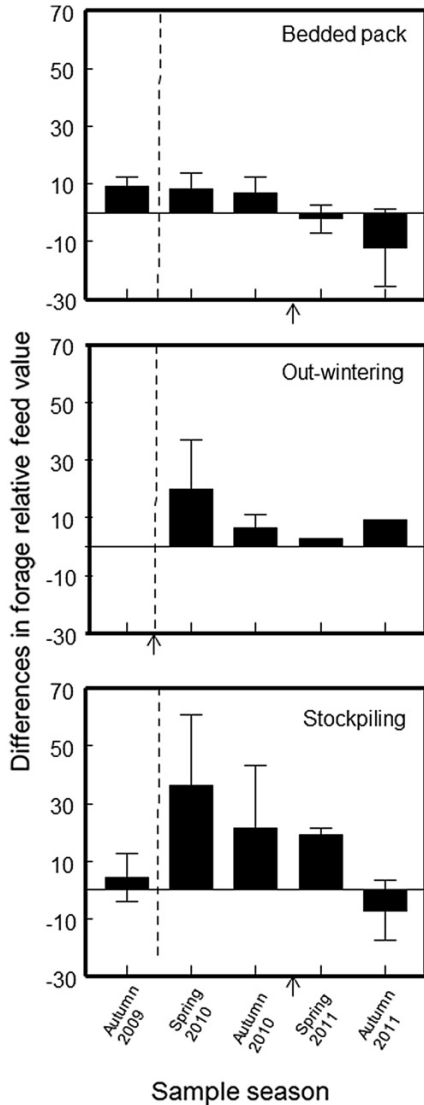 Differences in forage relative feed value
70
Bedded pack
50
30
10
-10
-30
70
Out-wintering
50
30
10
-10
-30
70
Stockpiling
50
30
10
-10
-30
Autumn
2009
Spring
2010
Autumn
2010
Spring
2011
Autumn
2011
Sample season